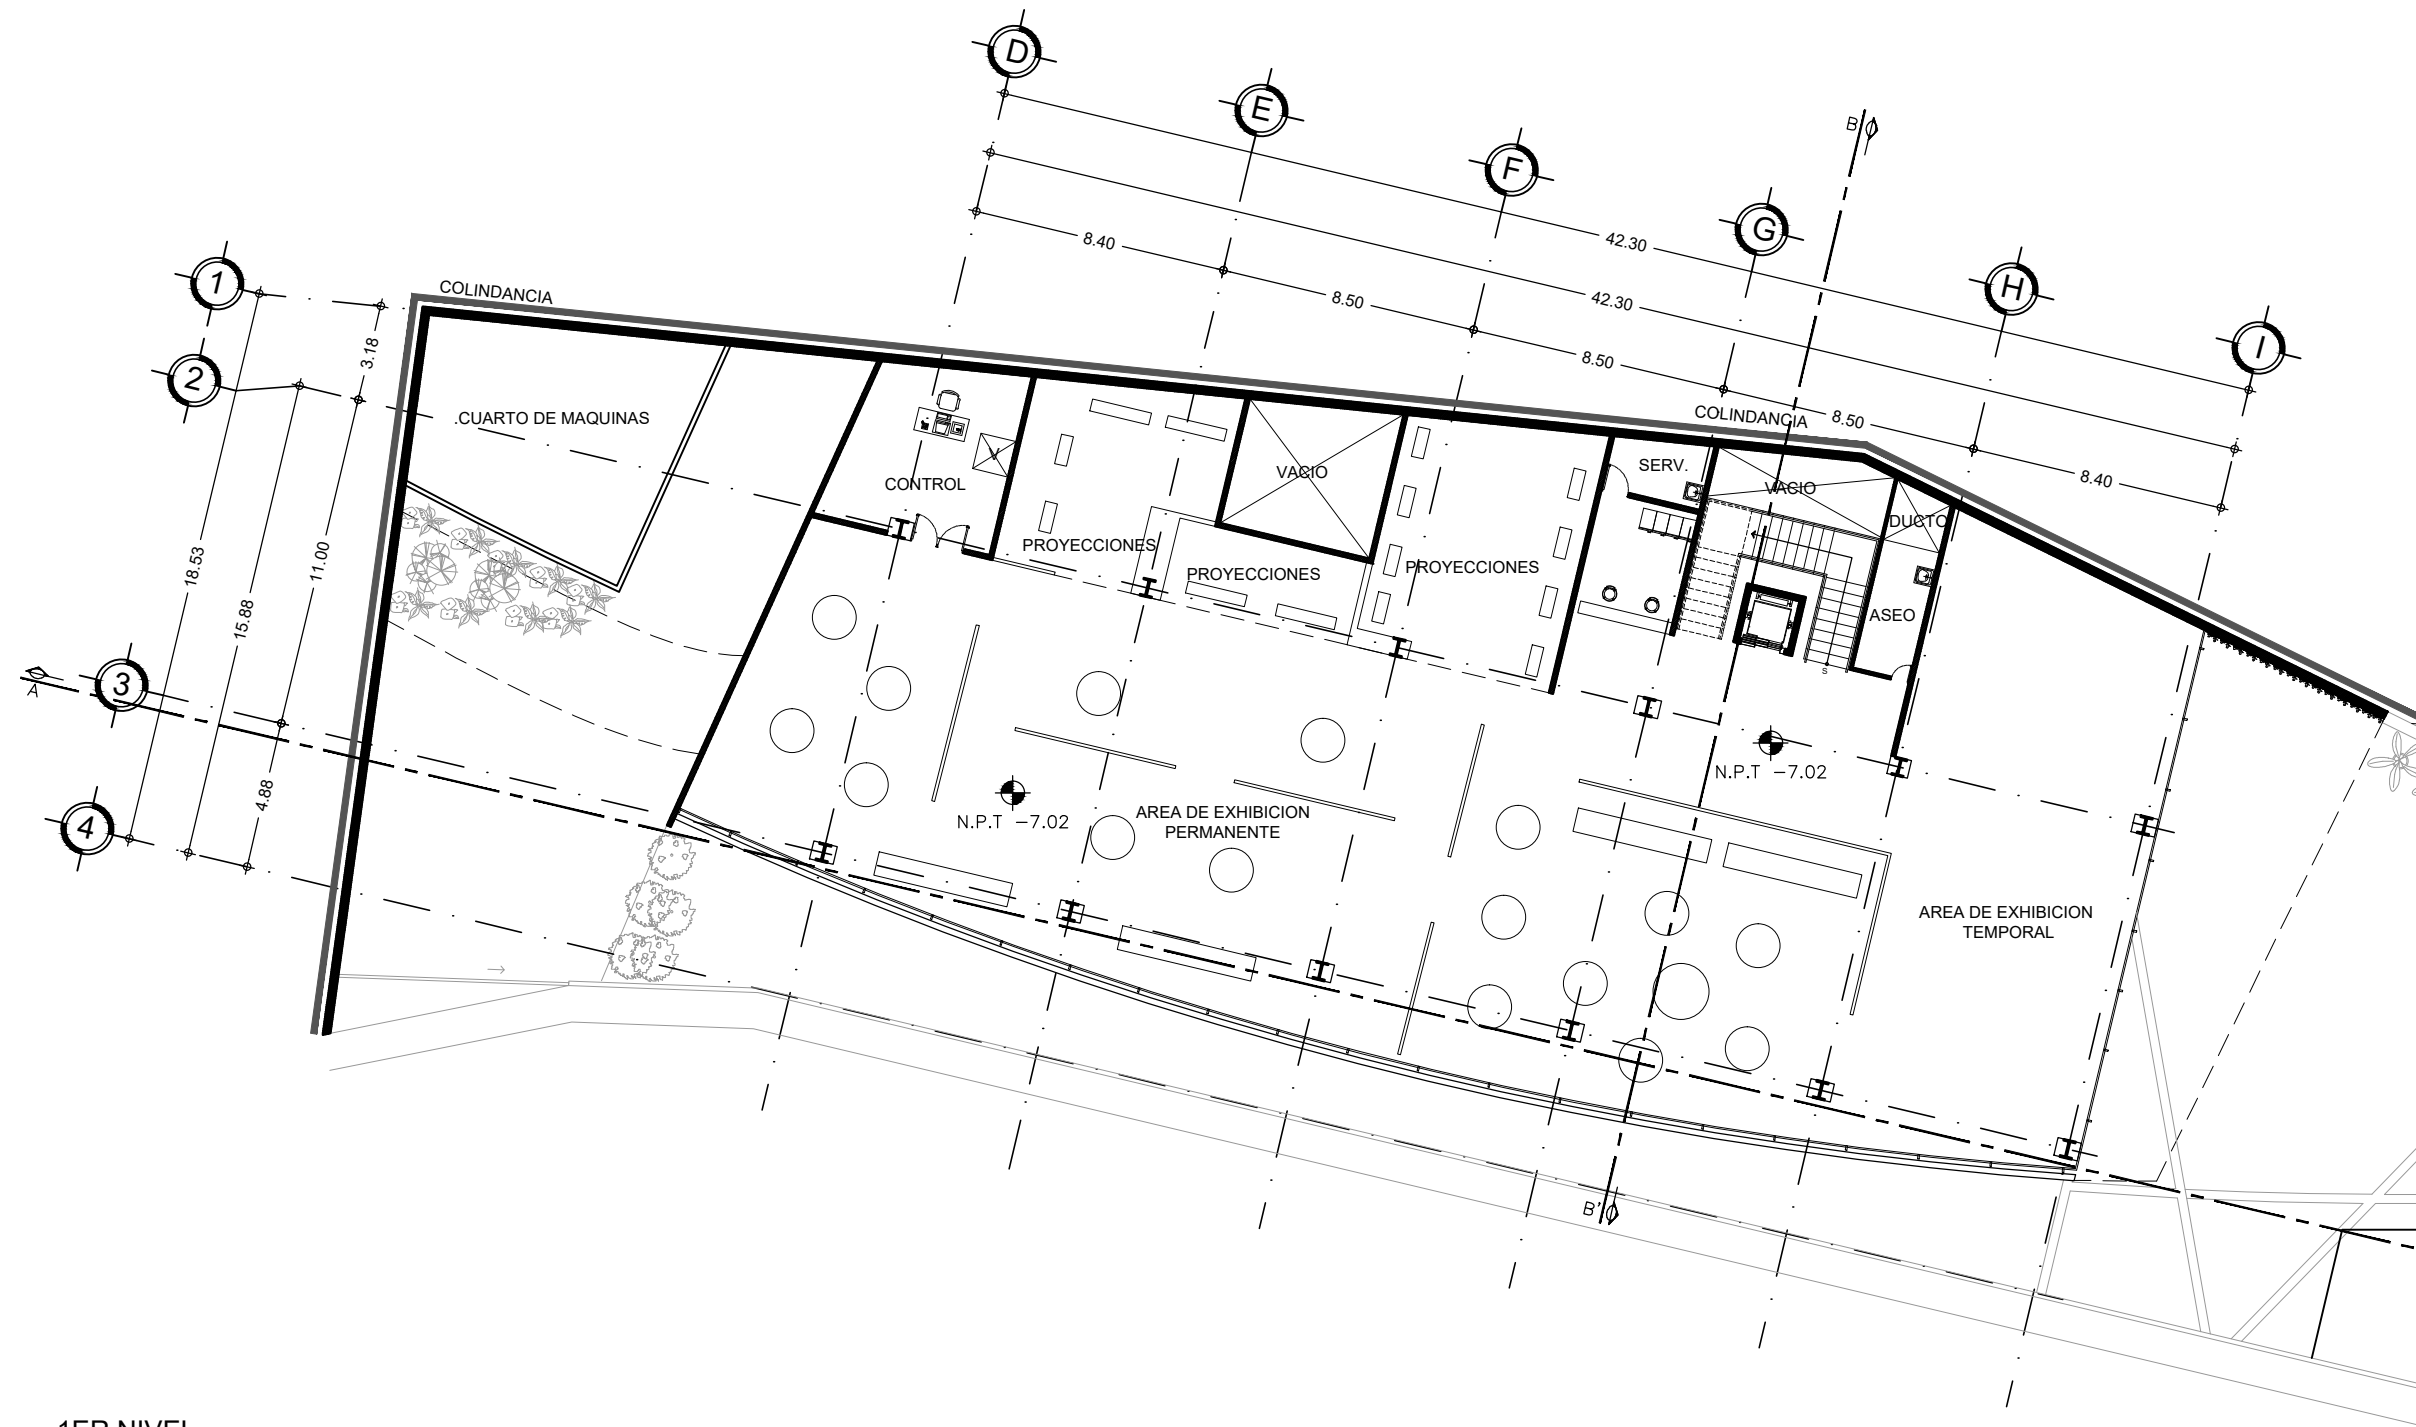 D
E
F
G
H
I
B
42.30
42.30
8.40
8.50
8.50
8.50
8.40
1
2
3
4
A
3.18
11.00
4.88
15.88
18.53
COLINDANCIA
COLINDANCIA
CUARTO DE MAQUINAS
CONTROL
V
PROYECCIONES
VACIO
PROYECCIONES
PROYECCIONES
SERV.
VACIO
DUCTO
ASEO
S
N.P.T -7.02
N.P.T -7.02
AREA DE EXHIBICION
PERMANENTE
AREA DE EXHIBICION
TEMPORAL
B'
1ER NIVEL